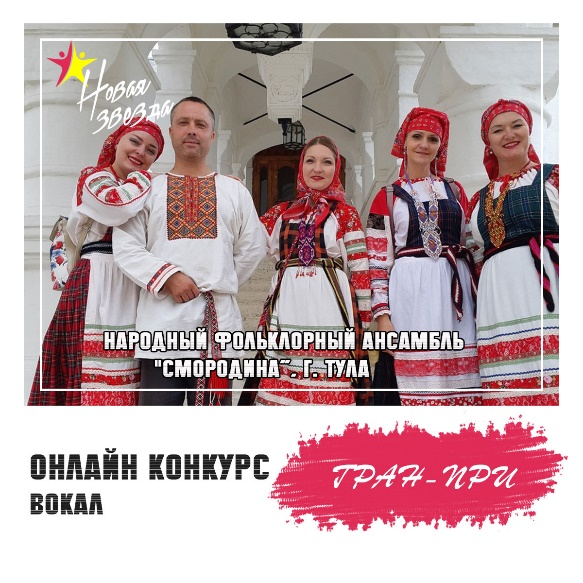 Новая
звезда
НАРОДНЫЙ ФОЛЬКЛОРНЫЙ АНСАМБЛЬ
"СМОРОДИНА", Г. ТУЛА
ОНЛАЙН КОНКУРС
ВОКАЛ
ГРАН-ПРИ